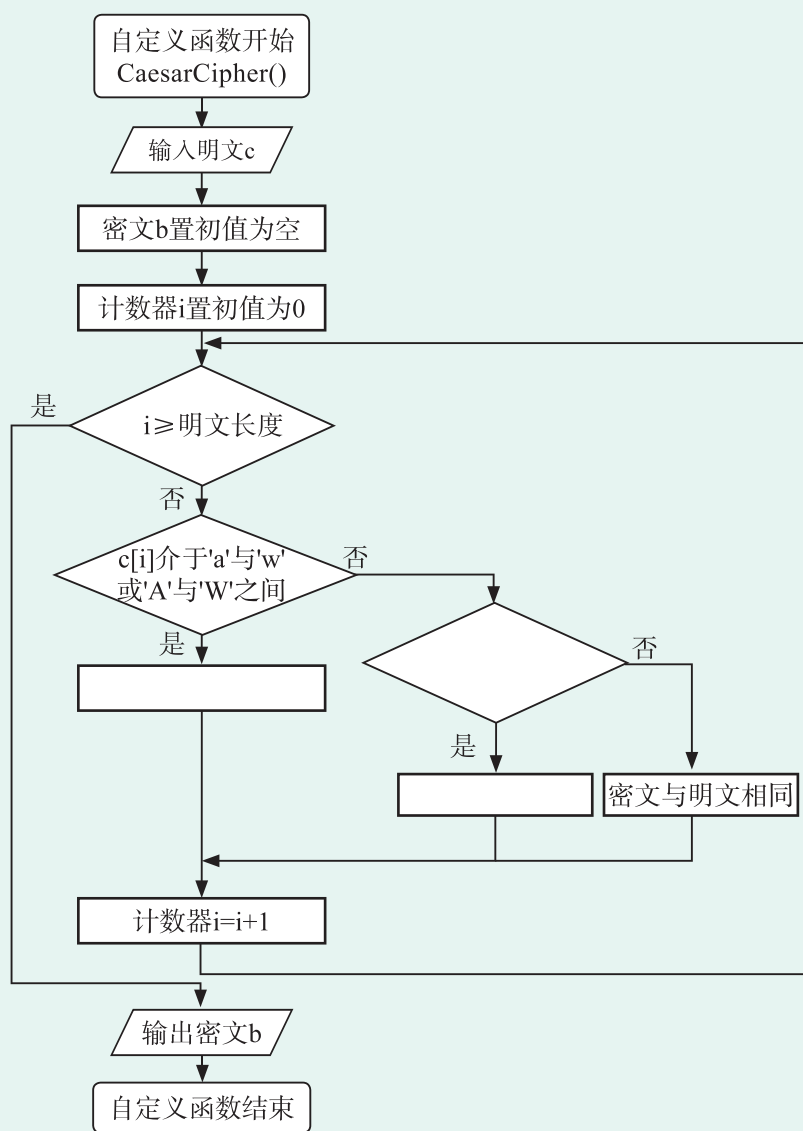 自定义函数开始
CaesarCipher()
输入明文c
密文b置初值为空
计数器i置初值为0
是
i≥明文长度
否
c[i]介于'a'与'w'
或'A'与'W'之间
否
是
否
是
密文与明文相同
计数器i=i+1
输出密文b
自定义函数结束